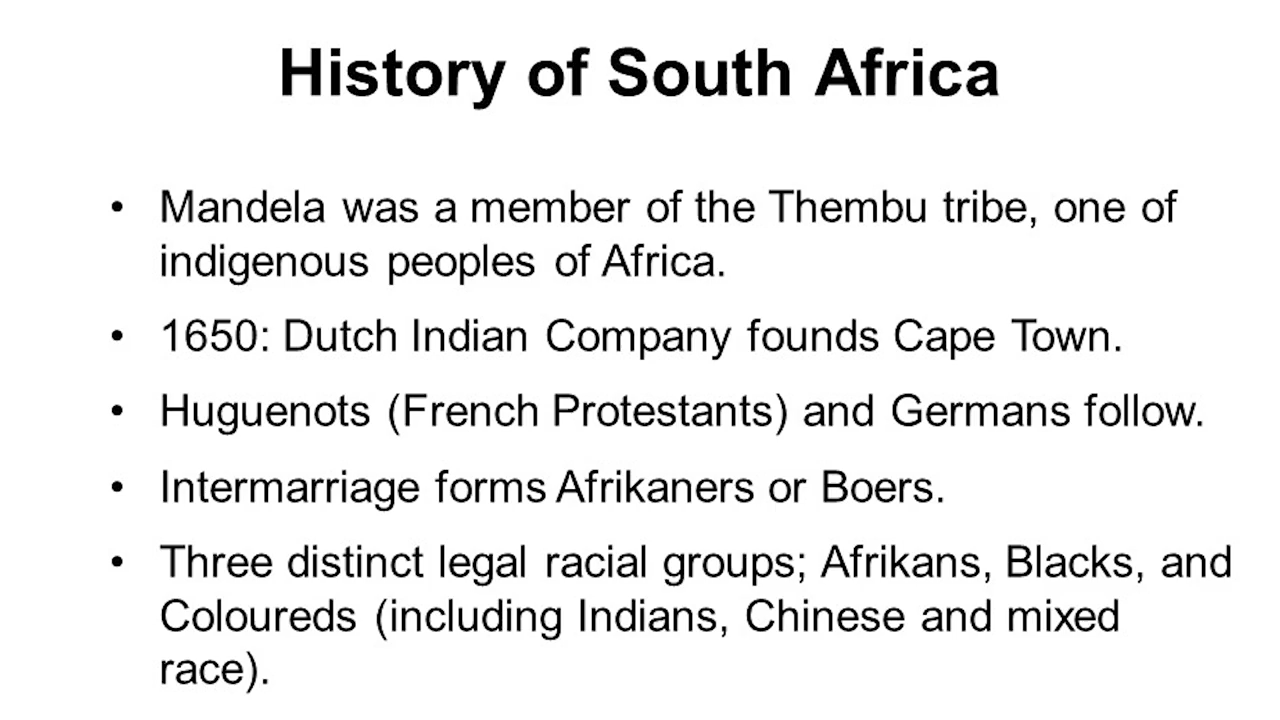 History of South Africa
• Mandela was a member of the Thembu tribe, one of
indigenous peoples of Africa.
• 1650: Dutch Indian Company founds Cape Town.
• Huguenots (French Protestants) and Germans follow.
• Intermarriage forms Afrikaners or Boers.
• Three distinct legal racial groups; Afrikans, Blacks, and
Coloureds (including Indians, Chinese and mixed
race).